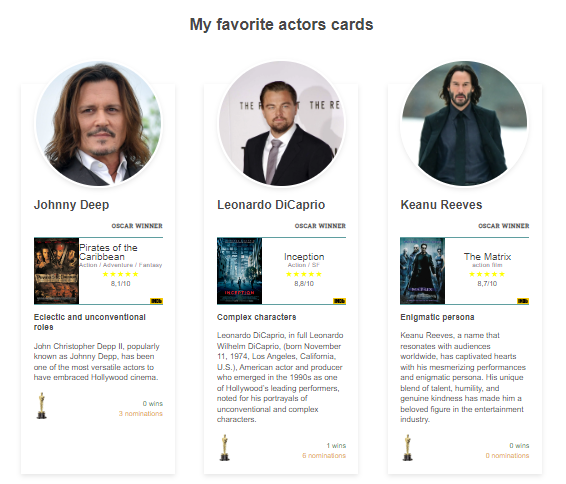 My favorite actors cards
THE RE
THE RE
Johnny Deep
OSCAR WINNER
Pirates of the
Caribbean
Action / Adventure / Fantasy
★★★★★
8,1/10
IMDb
Eclectic and unconventional
roles
John Christopher Depp II, popularly
known as Johnny Depp, has been
one of the most versatile actors to
have embraced Hollywood cinema.
0 wins
3 nominations
Leonardo DiCaprio
OSCAR WINNER
INCEPTION
Inception
Action / SF
★★★★★
8,8/10
IMDb
Complex characters
Leonardo DiCaprio, in full Leonardo
Wilhelm DiCaprio, (born November
11, 1974, Los Angeles, California,
U.S.), American actor and producer
who emerged in the 1990s as one
of Hollywood's leading performers,
noted for his portrayals of
unconventional and complex
characters.
1 wins
6 nominations
Keanu Reeves
OSCAR WINNER
The Matrix
action film
★★★★★
8,7/10
IMDb
Enigmatic persona
Keanu Reeves, a name that
resonates with audiences
worldwide, has captivated hearts
with his mesmerizing performances
and enigmatic persona. His unique
blend of talent, humility, and
genuine kindness has made him a
beloved figure in the entertainment
industry.
0 wins
0 nominations